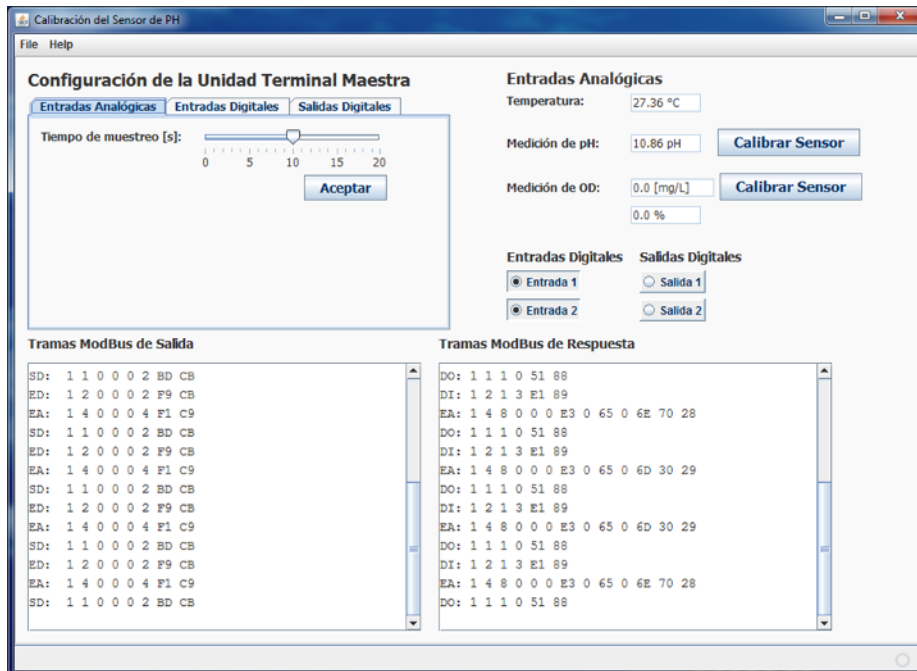 Calibración del Sensor de PH
File Help
Configuración de la Unidad Terminal Maestra
Entradas Analógicas Entradas Digitales Salidas Digitales
Tiempo de muestreo [s]:
0 5 10 15 20
Aceptar
Entradas Analógicas
Temperatura: 27.36 °C
Medición de pH: 10.86 pH Calibrar Sensor
Medición de OD: 0.0 [mg/L] Calibrar Sensor
0.0 %
Entradas Digitales Salidas Digitales
Entrada 1 Salida 1
Entrada 2 Salida 2
Tramas ModBus de Salida
SD: 1 1 0 0 0 2 BD CB
ED: 1 2 0 0 0 2 F9 CB
EA: 1 4 0 0 0 4 F1 C9
SD: 1 1 0 0 0 2 BD CB
ED: 1 2 0 0 0 2 F9 CB
EA: 1 4 0 0 0 4 F1 C9
SD: 1 1 0 0 0 2 BD CB
ED: 1 2 0 0 0 2 F9 CB
EA: 1 4 0 0 0 4 F1 C9
SD: 1 1 0 0 0 2 BD CB
ED: 1 2 0 0 0 2 F9 CB
EA: 1 4 0 0 0 4 F1 C9
SD: 1 1 0 0 0 2 BD CB
Tramas ModBus de Respuesta
DO: 1 1 1 0 51 88
DI: 1 2 1 3 E1 89
EA: 1 4 8 0 0 0 E3 0 65 0 6E 70 28
DO: 1 1 1 0 51 88
DI: 1 2 1 3 E1 89
EA: 1 4 8 0 0 0 E3 0 65 0 6D 30 29
DO: 1 1 1 0 51 88
DI: 1 2 1 3 E1 89
EA: 1 4 8 0 0 0 E3 0 65 0 6D 30 29
DO: 1 1 1 0 51 88
DI: 1 2 1 3 E1 89
EA: 1 4 8 0 0 0 E3 0 65 0 6E 70 28
DO: 1 1 1 0 51 88